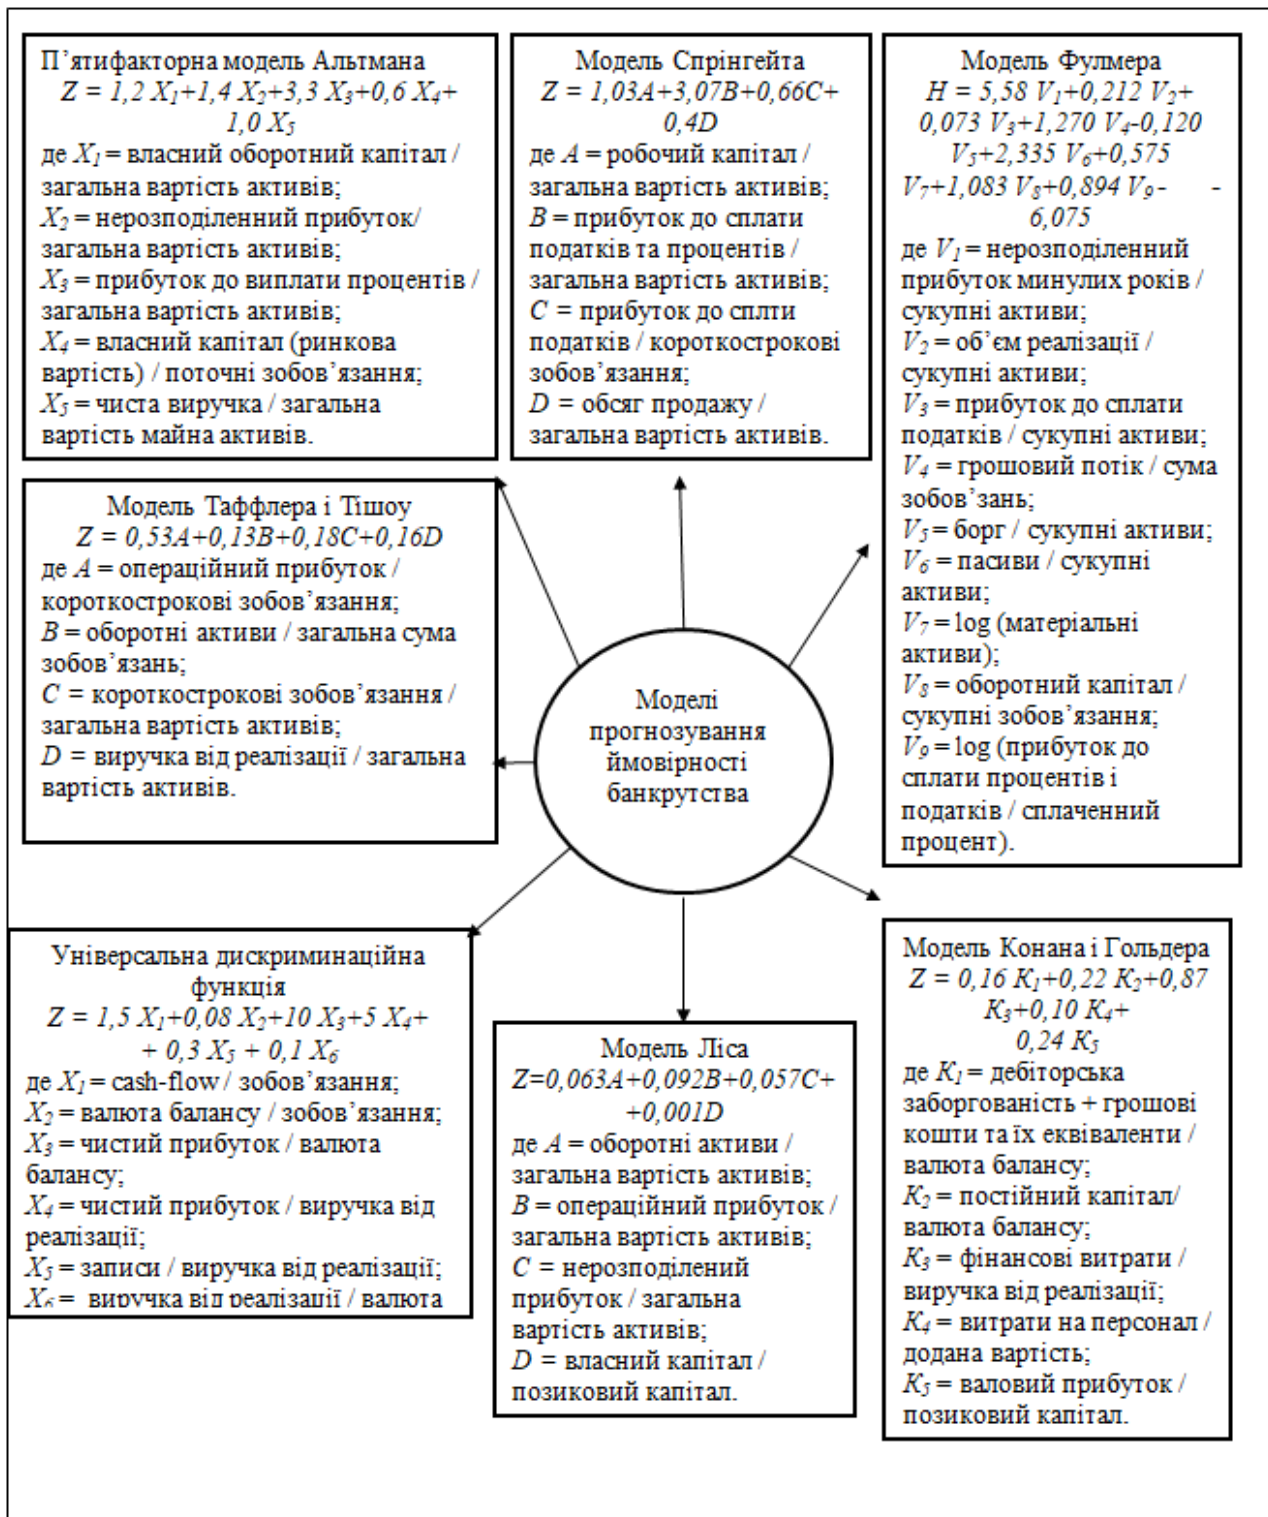 П’ятифакторна модель Альтмана
Z = 1,2 X₁+1,4 X₂+3,3 X₃+0,6 X₄+
1,0 X₅
де X₁ = власний оборотний капітал /
загальна вартість активів;
X₂ = нерозподіленний прибуток/
загальна вартість активів;
X₃ = прибуток до виплати процентів /
загальна вартість активів;
X₄ = власний капітал (ринкова
вартість) / поточні зобов’язання;
X₅ = чиста виручка / загальна
вартість майна активів.
Модель Спрінгейта
Z = 1,03A+3,07B+0,66C+
0,4D
де A = робочий капітал /
загальна вартість активів;
B = прибуток до сплати
податків та процентів /
загальна вартість активів;
C = прибуток до сплти
податків / короткострокові
зобов’язання;
D = обсяг продажу /
загальна вартість активів.
Модель Фулмера
H = 5,58 V₁+0,212 V₂+
0,073 V₃+1,270 V₄-0,120
V₅+2,335 V₆+0,575
V₇+1,083 V₈+0,894 V₉ - -
6,075
де V₁ = нерозподіленний
прибуток минулих років /
сукупні активи;
V₂ = об’єм реалізації /
сукупні активи;
V₃ = прибуток до сплати
податків / сукупні активи;
V₄ = грошовий потік / сума
зобов’зань;
V₅ = борг / сукупні активи;
V₆ = пасиви / сукупні
активи;
V₇ = log (матеріальні
активи);
V₈ = оборотний капітал /
сукупні зобов’язання;
V₉ = log (прибуток до
сплати процентів і
податків / сплаченний
процент).
Модель Таффлера і Тішоу
Z = 0,53A+0,13B+0,18C+0,16D
де A = операційний прибуток /
короткострокові зобов’язання;
B = оборотні активи / загальна сума
зобов’язань;
C = короткострокові зобов’язання /
загальна вартість активів;
D = виручка від реалізації / загальна
вартість активів.
Моделі
прогнозування
ймовірності
банкрутства
Універсальна дискриминаційна
функція
Z = 1,5 X₁+0,08 X₂+10 X₃+5 X₄+
+ 0,3 X₅ + 0,1 X₆
де X₁ = cash-flow / зобов’язання;
X₂ = валюта балансу / зобов’язання;
X₃ = чистий прибуток / валюта
балансу;
X₄ = чистий прибуток / виручка від
реалізації;
X₅ = записи / виручка від реалізації;
X₆ = виручка від реалізації / валюта
Модель Ліса
Z=0,063A+0,092B+0,057C+
+0,001D
де A = оборотні активи /
загальна вартість активів;
B = операційний прибуток /
загальна вартість активів;
C = нерозподілений
прибуток / загальна
вартість активів;
D = власний капітал /
позиковий капітал.
Модель Конана і Гольдера
Z = 0,16 K₁+0,22 K₂+0,87
K₃+0,10 K₄+
0,24 K₅
де K₁ = дебіторська
заборгованість + грошові
кошти та їх еквіваленти /
валюта балансу;
K₂ = постійний капітал/
валюта балансу;
K₃ = фінансові витрати /
виручка від реалізації;
K₄ = витрати на персонал /
додана вартість;
K₅ = валовий прибуток /
позиковий капітал.